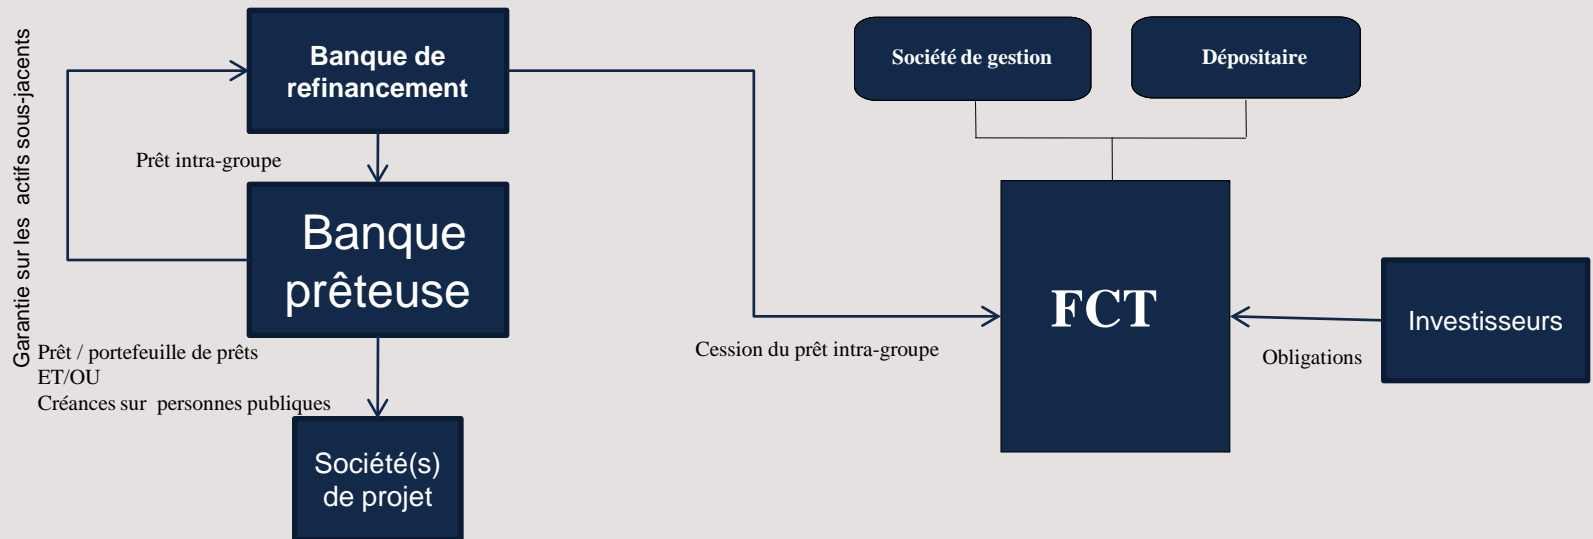 Garantie sur les actifs sous-jacents
Banque de
refinancement
Société de gestion
Dépositaire
Prêt intra-groupe
Banque
prêteuse
FCT
Investisseurs
Cession du prêt intra-groupe
Obligations
Prêt / portefeuille de prêts
ET/OU
Créances sur personnes publiques
Société(s)
de projet